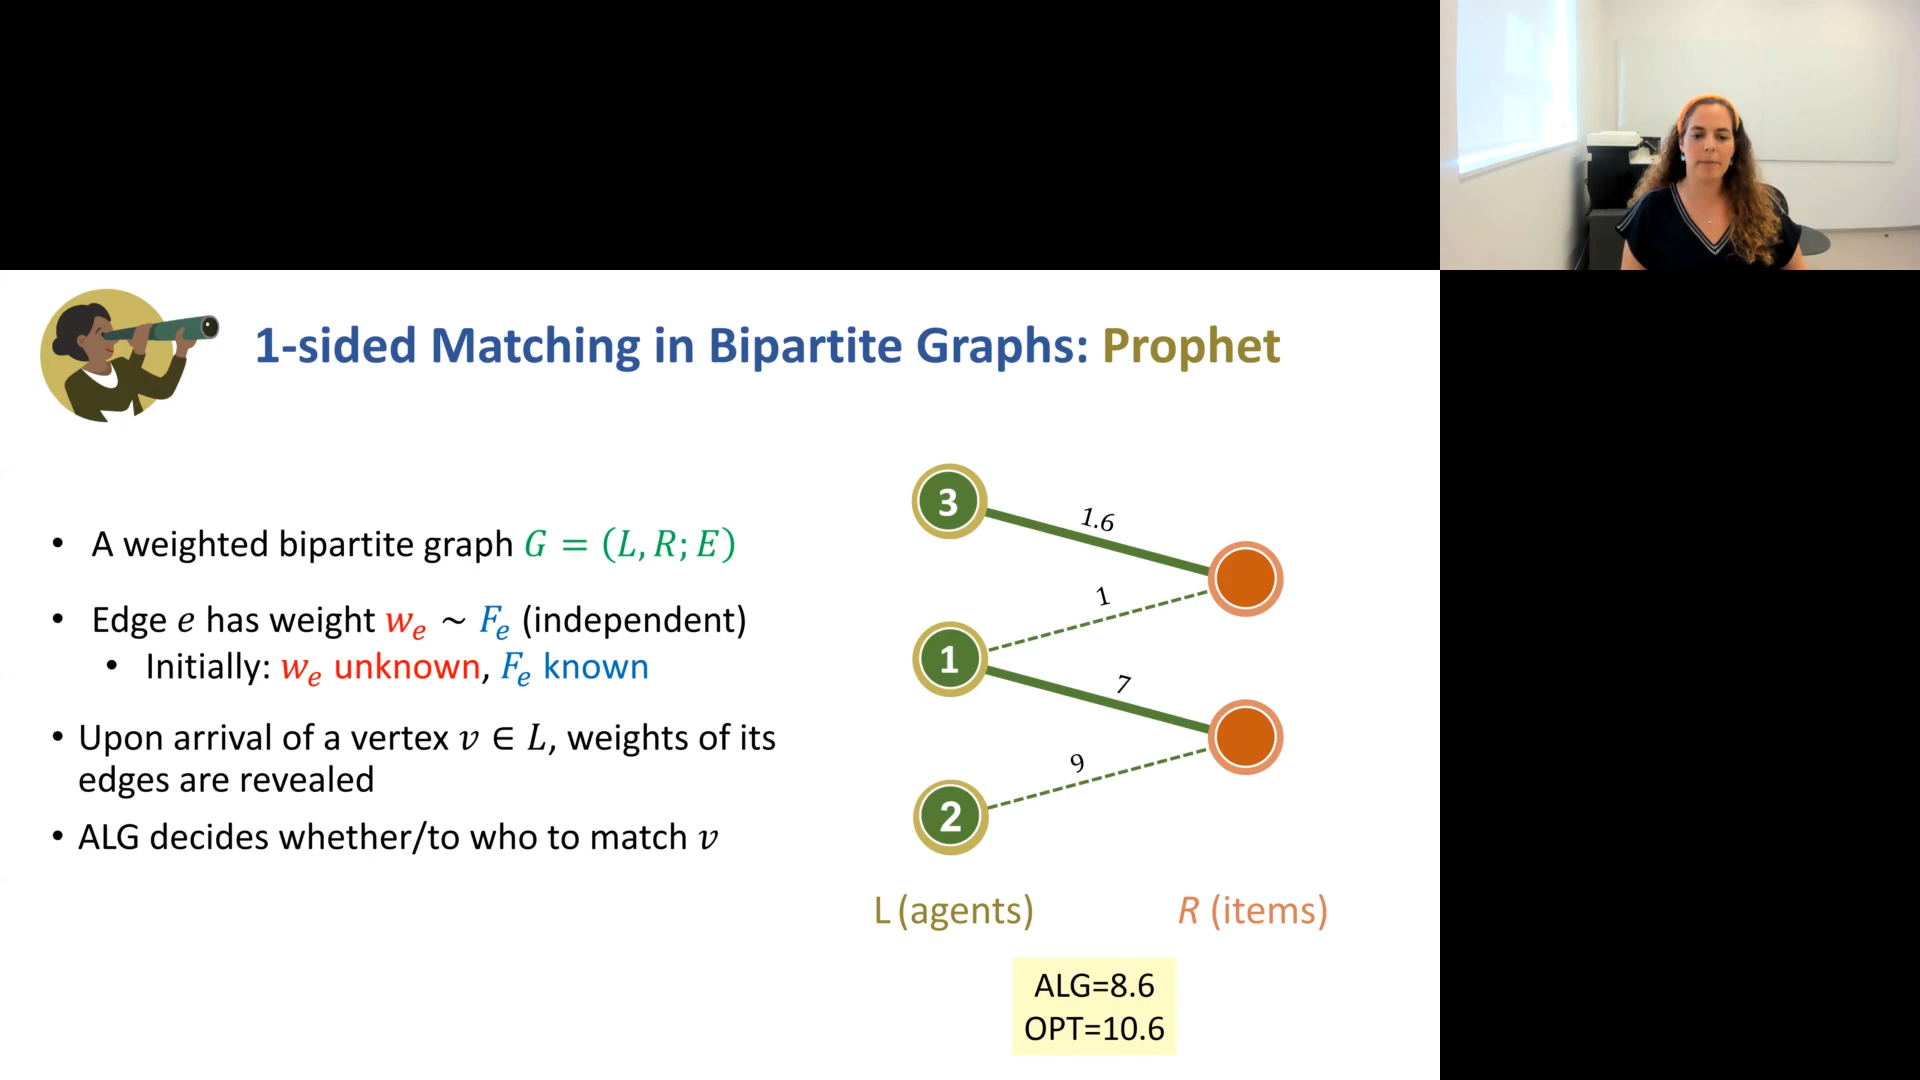 1-sided Matching in Bipartite Graphs: Prophet
• A weighted bipartite graph G = (L, R; E)
• Edge e has weight w_e ~ F_e (independent)
• Initially: w_e unknown, F_e known
• Upon arrival of a vertex v ∈ L, weights of its
edges are revealed
• ALG decides whether/to who to match v
3
1.6
1
1
7
9
2
L (agents)
R (items)
ALG=8.6
OPT=10.6